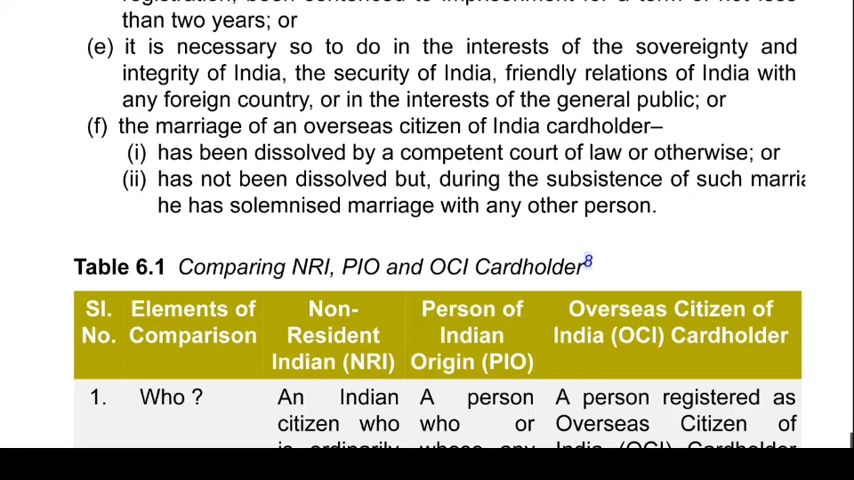 than two years; or
(e) it is necessary so to do in the interests of the sovereignty and
integrity of India, the security of India, friendly relations of India with
any foreign country, or in the interests of the general public; or
(f) the marriage of an overseas citizen of India cardholder–
(i) has been dissolved by a competent court of law or otherwise; or
(ii) has not been dissolved but, during the subsistence of such marria
he has solemnised marriage with any other person.
Table 6.1 Comparing NRI, PIO and OCI Cardholder8
Sl. No. Elements of Comparison Non-Resident Indian (NRI) Person of Indian Origin (PIO) Overseas Citizen of India (OCI) Cardholder
1. Who ? An Indian A person A person registered as
citizen who who or Overseas Citizen of